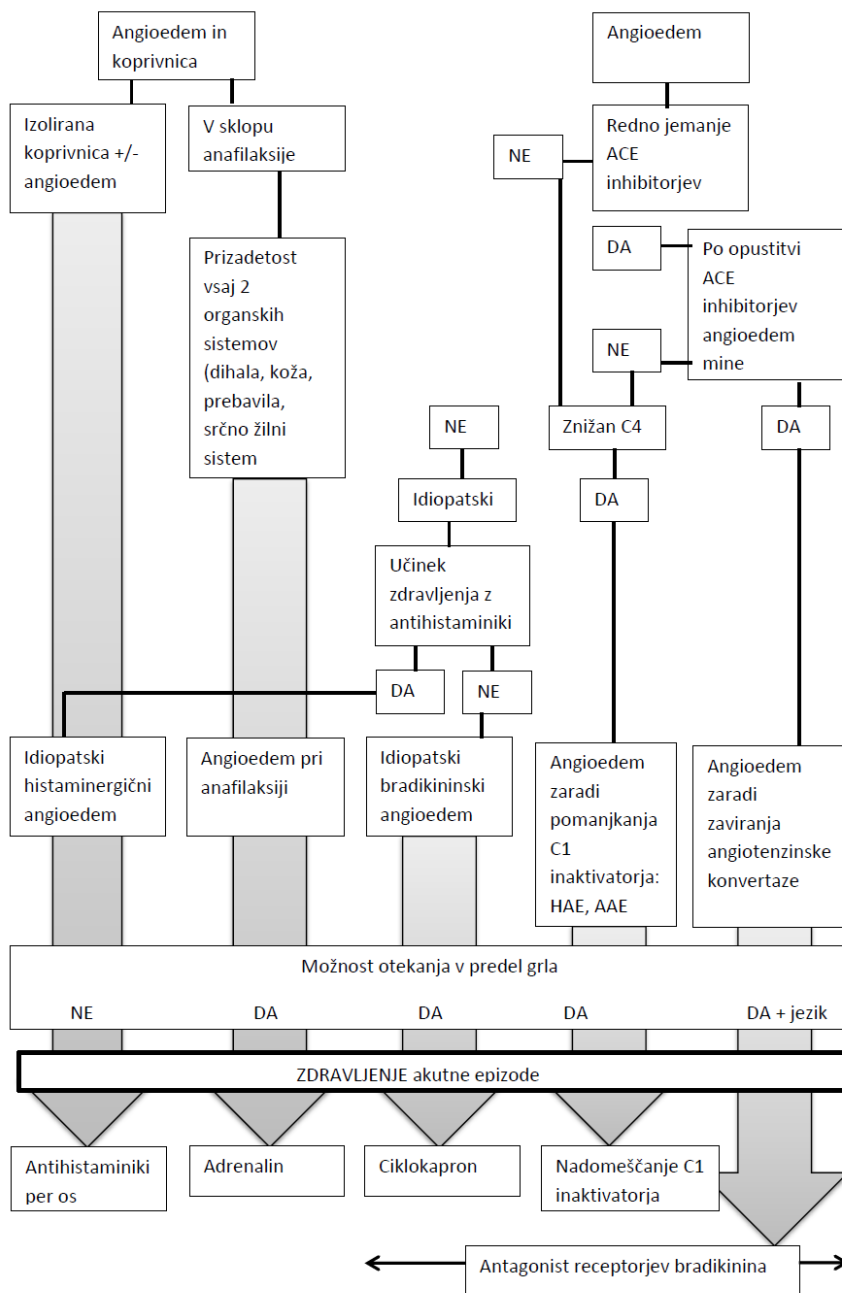 Angioedem in
koprivnica
Angioedem
Izolirana
koprivnica +/-
angioedem
V sklopu
anafilaksije
NE
Redno jemanje
ACE
inhibitorjev
Prizadetost
vsaj 2
organskih
sistemov
(dihala, koža,
prebavila,
srčno žilni
sistem
DA
Po opustitvi
ACE
inhibitorjev
angioedem
mine
NE
NE
Znižan C4
DA
Idiopatski
DA
Učinek
zdravljenja z
antihistaminiki
DA
NE
Idiopatski
histaminergični
angioedem
Angioedem pri
anafilaksiji
Idiopatski
bradikininski
angioedem
Angioedem
zaradi
pomanjkanja
C1
inaktivatorja:
HAE, AAE
Angioedem
zaradi
zaviranja
angiotenzinske
konvertaze
Možnost otekanja v predel grla
NE DA DA DA DA + jezik
ZDRAVLJENJE akutne epizode
Antihistaminiki
per os
Adrenalin
Ciklokapron
Nadomeščanje C1
inaktivatorja
Antagonist receptorjev bradikinina